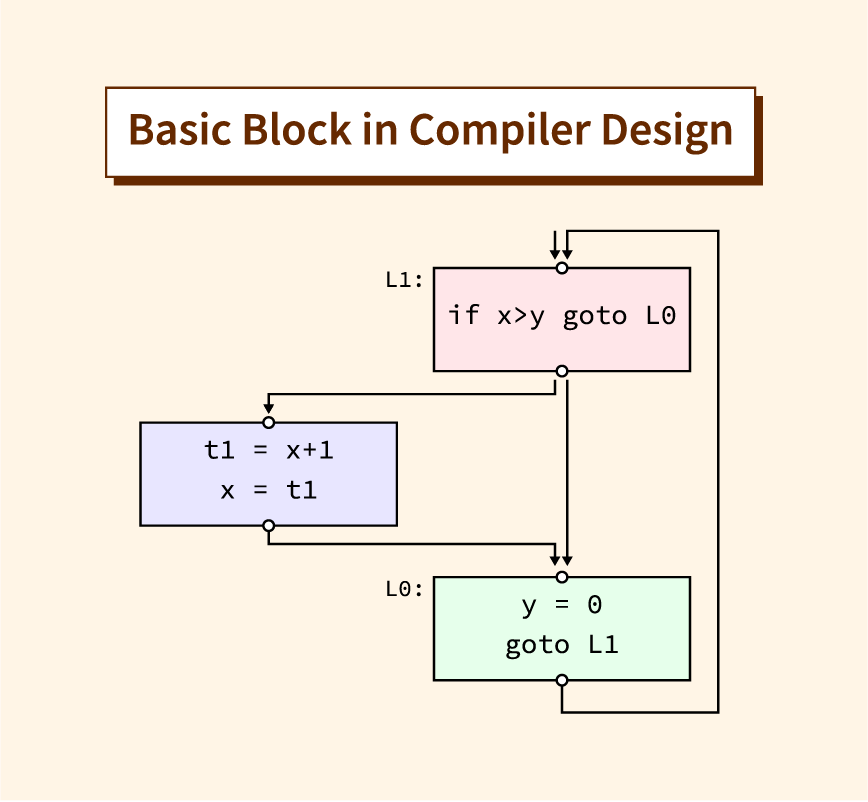 Basic Block in Compiler Design
L1:
if x>y goto L0
t1 = x+1
x = t1
L0:
y = 0
goto L1